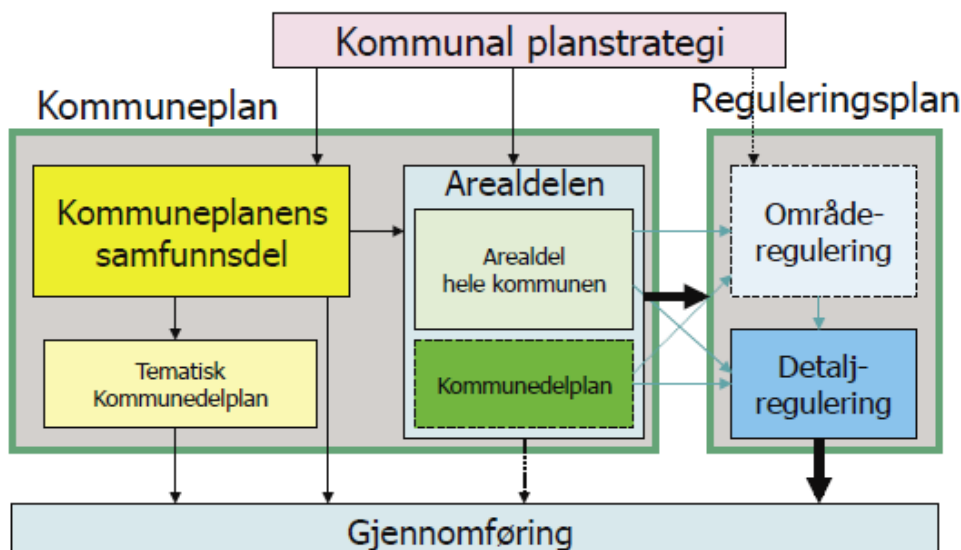 Kommunal planstrategi
Kommuneplan
Reguleringsplan
Kommuneplanens
samfunnsdel
Tematisk
Kommunedelplan
Arealdelen
Arealdel
hele kommunen
Kommunedelplan
Område-
regulering
Detalj-
regulering
Gjennomføring